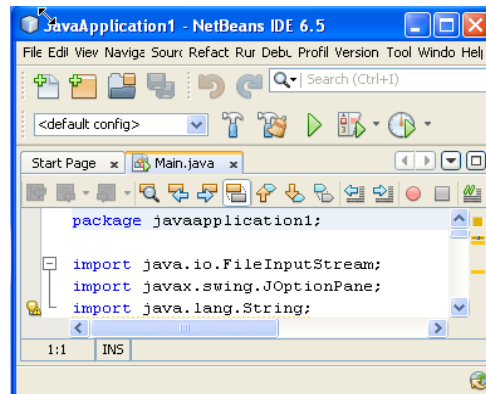 JavaApplication1 - NetBeans IDE 6.5
File Edit View Naviga Sourc Refact Rur Debu Profil Version Tool Windo Help
Search (Ctrl+I)
<default config>
Start Page x Main.java x
package javaapplication1;
import java.io.FileInputStream;
import javax.swing.JOptionPane;
import java.lang.String;
1:1 INS